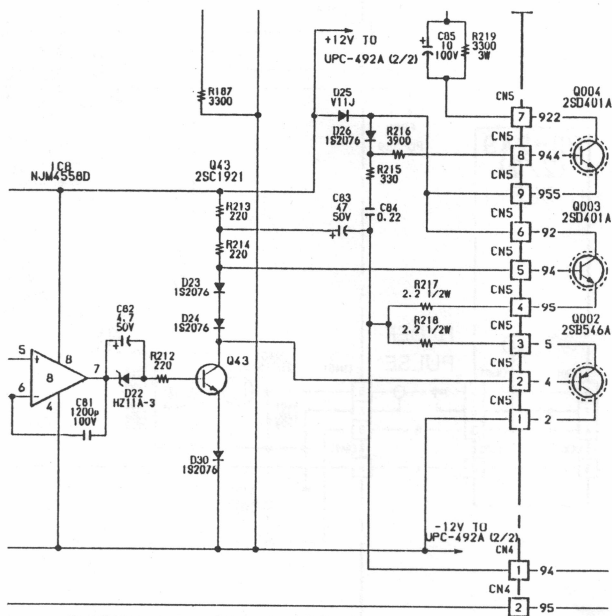 +12V TO
UPC-492A (2/2)
C85
10
100V
R219
3300
3W
R187
3300
D25
V11J
CN5
7
922
Q004
2SD401A
D26
1S2076
R216
3900
CN5
8
944
IC8
NJM4558D
Q43
2SC1921
R215
330
CN5
9
955
R213
220
C83
47
50V
C84
0.22
CN5
6
92
Q003
2SD401A
R214
220
CN5
5
94
D23
1S2076
R217
2.2 1/2W
CN5
4
95
D24
1S2076
R218
2.2 1/2W
CN5
3
5
Q002
2SB546A
C82
4.7
50V
R212
220
Q43
CN5
2
4
5
+
8
7
6
-
8
4
D22
HZ11A-3
CN5
1
2
C81
1200p
100V
D30
1S2076
-12V TO
UPC-492A (2/2)
CN4
1
94
CN4
2
95